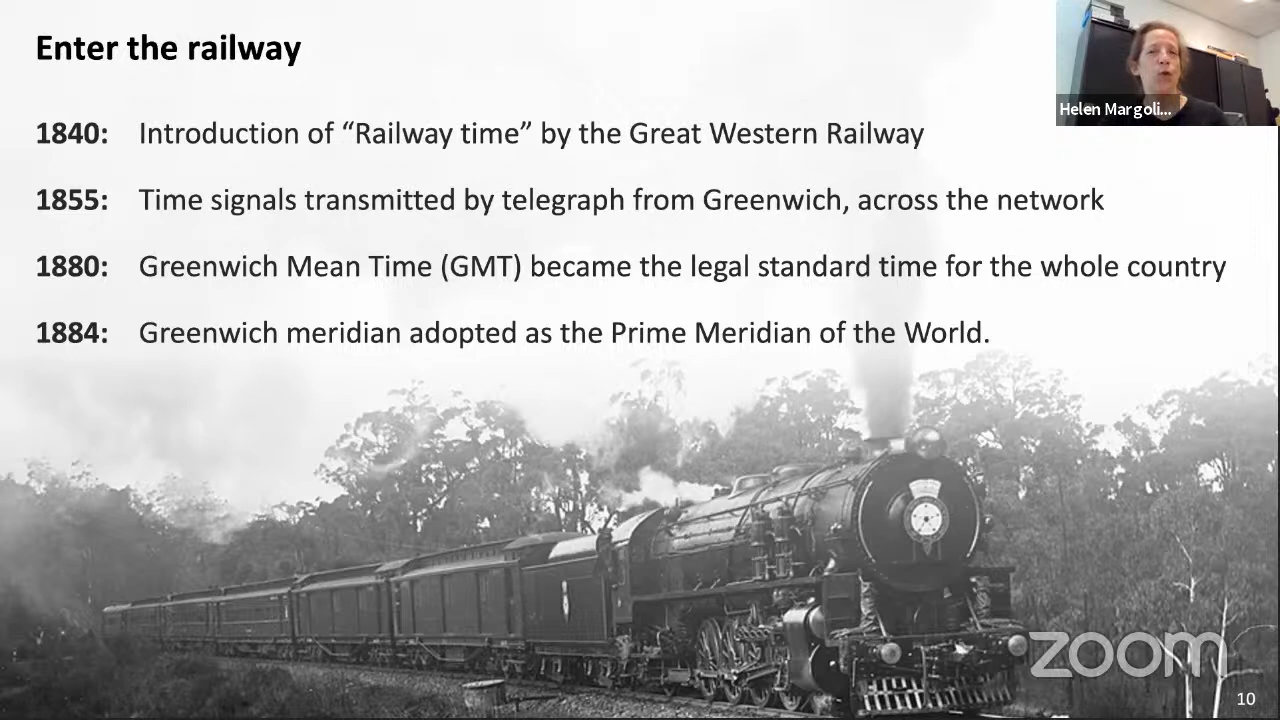 Enter the railway
Helen Margoli...
1840: Introduction of “Railway time” by the Great Western Railway
1855: Time signals transmitted by telegraph from Greenwich, across the network
1880: Greenwich Mean Time (GMT) became the legal standard time for the whole country
1884: Greenwich meridian adopted as the Prime Meridian of the World.
zoom
10